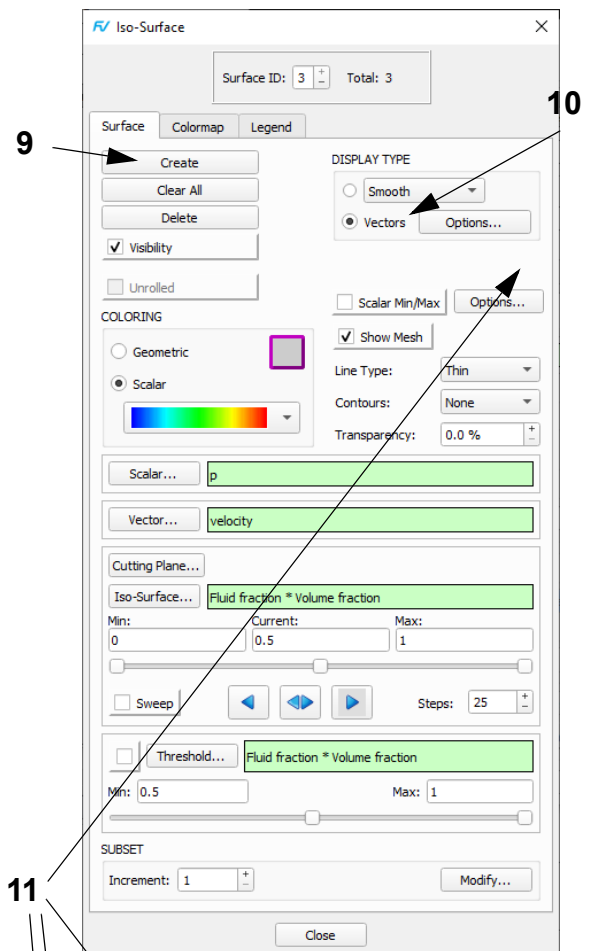 FV Iso-Surface
Surface ID: 3 Total: 3
10
Surface Colormap Legend
9
Create
DISPLAY TYPE
Clear All
Smooth
Delete
Vectors Options...
Visibility
Unrolled
Scalar Min/Max Options...
COLORING
Show Mesh
Geometric
Line Type: Thin
Scalar
Contours: None
Transparency: 0.0 %
Scalar... p
Vector... velocity
Cutting Plane...
Iso-Surface... Fluid fraction * Volume fraction
Min: Current: Max:
0 0.5 1
Sweep Steps: 25
Threshold... Fluid fraction * Volume fraction
Min: 0.5 Max: 1
SUBSET
11
Increment: 1 Modify...
Close